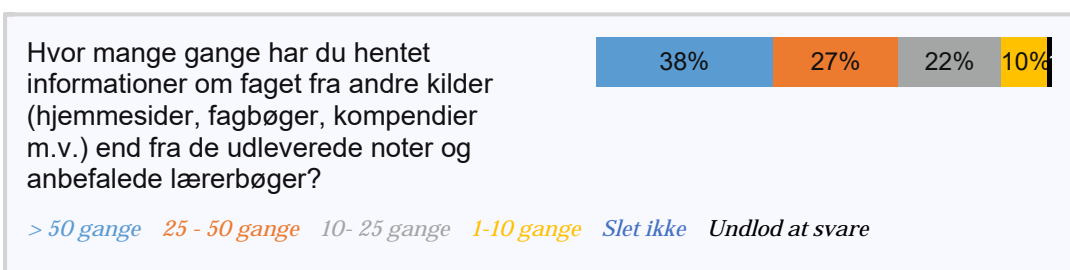 Hvor mange gange har du hentet
informationer om faget fra andre kilder
(hjemmesider, fagbøger, kompendier
m.v.) end fra de udleverede noter og
anbefalede lærerbøger?
38% 27% 22% 10%
> 50 gange 25 - 50 gange 10- 25 gange 1-10 gange Slet ikke Undlod at svare